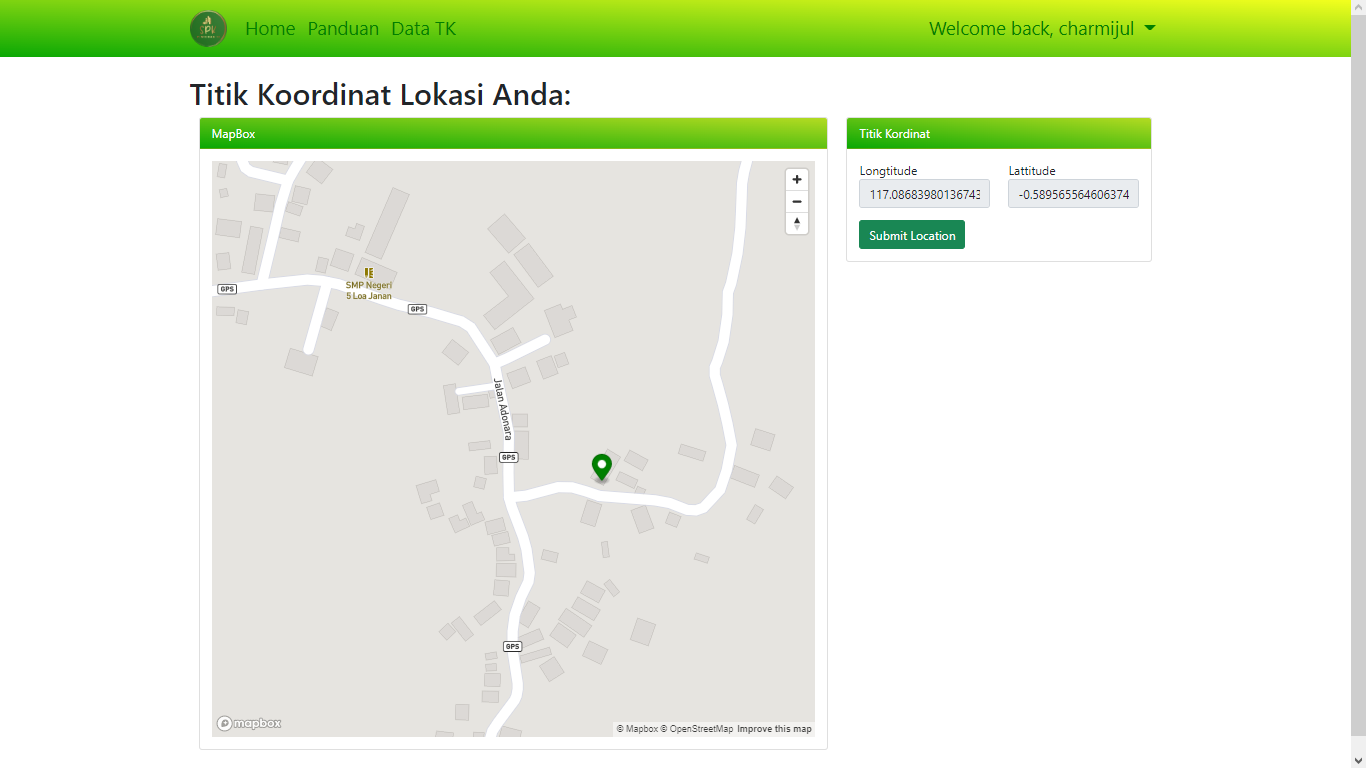 SPK
Home Panduan Data TK
Welcome back, charmijul
Titik Koordinat Lokasi Anda:
MapBox
Titik Kordinat
Longtitude
Lattitude
117.08683980136743
-0.589565564606374
Submit Location
SMP Negeri
5 Loa Janan
GPS
GPS
Jalan Adonara
GPS
GPS
mapbox
© Mapbox © OpenStreetMap Improve this map